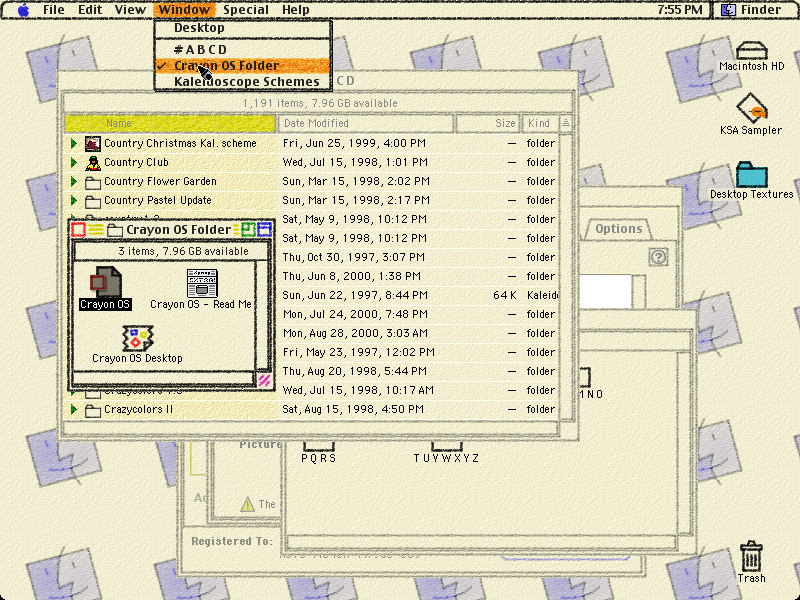 File Edit View Window Special Help 7:55 PM Finder
Desktop
# A B C D
✓ Crayon OS Folder
Kaleidoscope Schemes
C D
1,191 items, 7.96 GB available
Name Date Modified Size Kind
Country Christmas Kal. scheme Fri, Jun 25, 1999, 4:00 PM — folder
Country Club Wed, Jul 15, 1998, 1:01 PM — folder
Country Flower Garden Sun, Mar 15, 1998, 2:02 PM — folder
Country Pastel Update Sun, Mar 15, 1998, 2:17 PM — folder
Sat, May 9, 1998, 10:12 PM — folder
Sat, May 9, 1998, 10:12 PM — folder
Thu, Oct 30, 1997, 3:07 PM — folder
Thu, Jun 8, 2000, 1:38 PM — folder
Sun, Jun 22, 1997, 8:44 PM 64 K Kaleid
Mon, Jul 24, 2000, 7:48 PM — folder
Mon, Aug 28, 2000, 3:03 AM — folder
Fri, May 23, 1997, 12:02 PM — folder
Thu, Aug 20, 1998, 5:44 PM — folder
Wed, Jul 15, 1998, 10:17 AM — folder
Crazycolors II Sat, Aug 15, 1998, 4:50 PM — folder
Crayon OS Folder
3 items, 7.96 GB available
Crayon OS
Crayon OS - Read Me
Crayon OS Desktop
Options
?
Macintosh HD
KSA Sampler
Desktop Textures
Picture
P Q R S
T U V W X Y Z
The
Registered To:
Trash